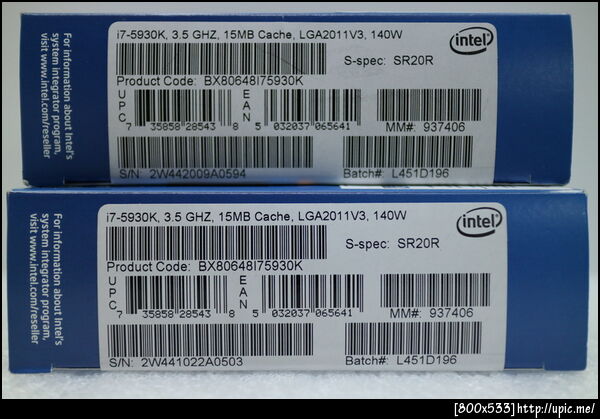 For information about Intel's
system integrator program,
visit www.intel.com/reseller
i7-5930K, 3.5 GHZ, 15MB Cache, LGA2011V3, 140W
intel
S-spec: SR20R
Product Code: BX80648I75930K
UPC
EAN
7 35858 28543 8
5 032037 065641
MM#: 937406
S/N: 2W442009A0594
Batch#: L451D196
For information about Intel's
system integrator program,
visit www.intel.com/reseller
i7-5930K, 3.5 GHZ, 15MB Cache, LGA2011V3, 140W
intel
S-spec: SR20R
Product Code: BX80648I75930K
UPC
EAN
7 35858 28543 8
5 032037 065641
MM#: 937406
S/N: 2W441022A0503
Batch#: L451D196
[800x533]http://upic.me/